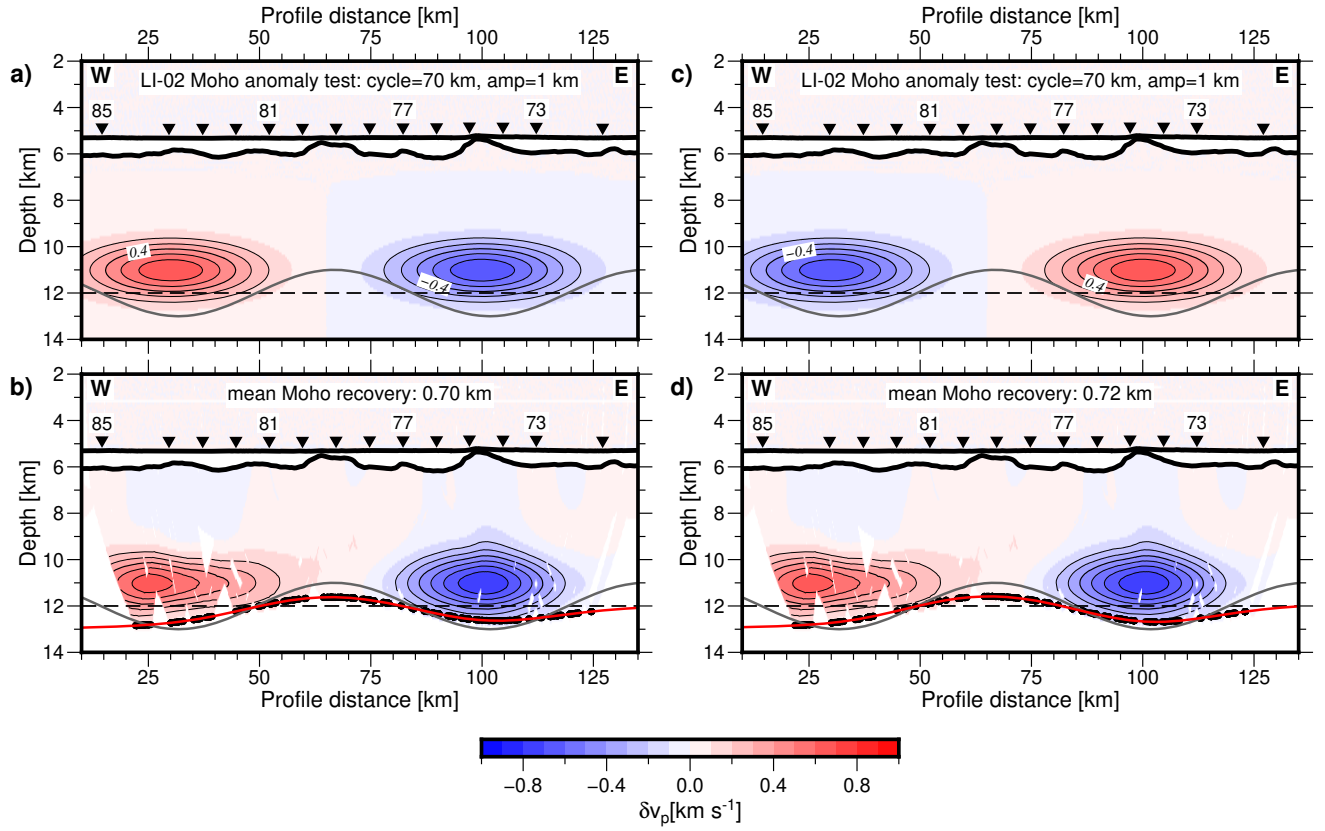 Profile distance [km] Profile distance [km]
25 50 75 100 125 25 50 75 100 125
a) W LI-02 Moho anomaly test: cycle=70 km, amp=1 km E
85 81 77 73
2
4
6
8
10
12
14
Depth [km]
0.4
−0.4
c) W LI-02 Moho anomaly test: cycle=70 km, amp=1 km E
85 81 77 73
2
4
6
8
10
12
14
Depth [km]
−0.4
0.4
b) W mean Moho recovery: 0.70 km E
85 81 77 73
2
4
6
8
10
12
14
Depth [km]
d) W mean Moho recovery: 0.72 km E
85 81 77 73
2
4
6
8
10
12
14
Depth [km]
25 50 75 100 125 25 50 75 100 125
Profile distance [km] Profile distance [km]
−0.8 −0.4 0.0 0.4 0.8
δvₚ[km s⁻¹]